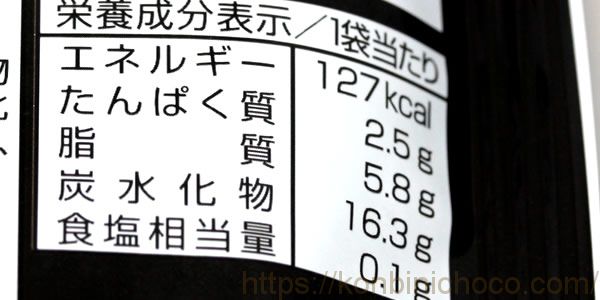 栄養成分表示/1袋当たり
エネルギー 127kcal
たんぱく質 2.5g
脂質 5.8g
炭水化物 16.3g
食塩相当量 0.1g
物
https://konbinichoco.com/